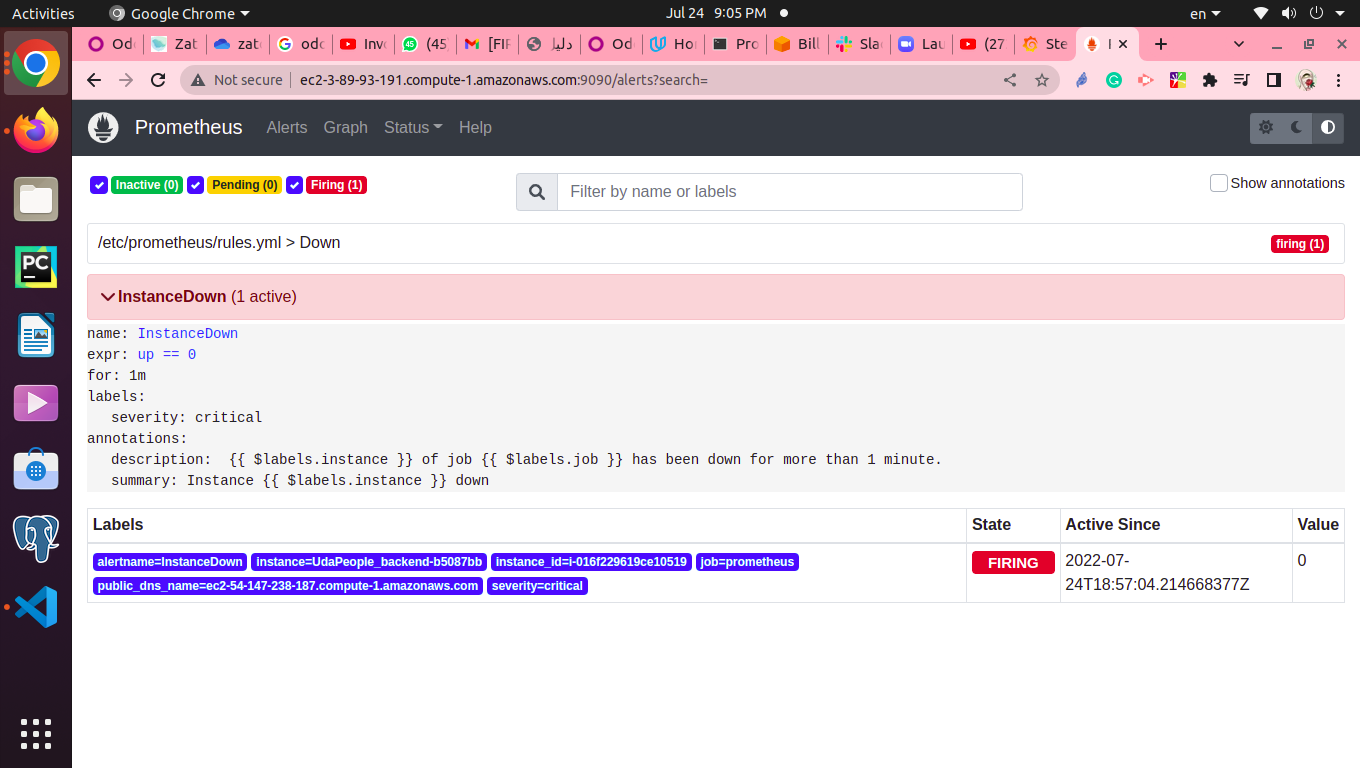 Activities Google Chrome Jul 24 9:05 PM en
Od Zat zat odc Inv (45 [FIF دليل Od Hor Pro Bill Sla Lau (27 Ste
Not secure ec2-3-89-93-191.compute-1.amazonaws.com:9090/alerts?search=
Prometheus Alerts Graph Status Help
Inactive (0) Pending (0) Firing (1) Filter by name or labels Show annotations
/etc/prometheus/rules.yml > Down firing (1)
InstanceDown (1 active)
name: InstanceDown
expr: up == 0
for: 1m
labels:
severity: critical
annotations:
description: {{ $labels.instance }} of job {{ $labels.job }} has been down for more than 1 minute.
summary: Instance {{ $labels.instance }} down
Labels State Active Since Value
alertname=InstanceDown instance=UdaPeople_backend-b5087bb instance_id=i-016f229619ce10519 job=prometheus FIRING 2022-07- 0
public_dns_name=ec2-54-147-238-187.compute-1.amazonaws.com severity=critical 24T18:57:04.214668377Z
PC